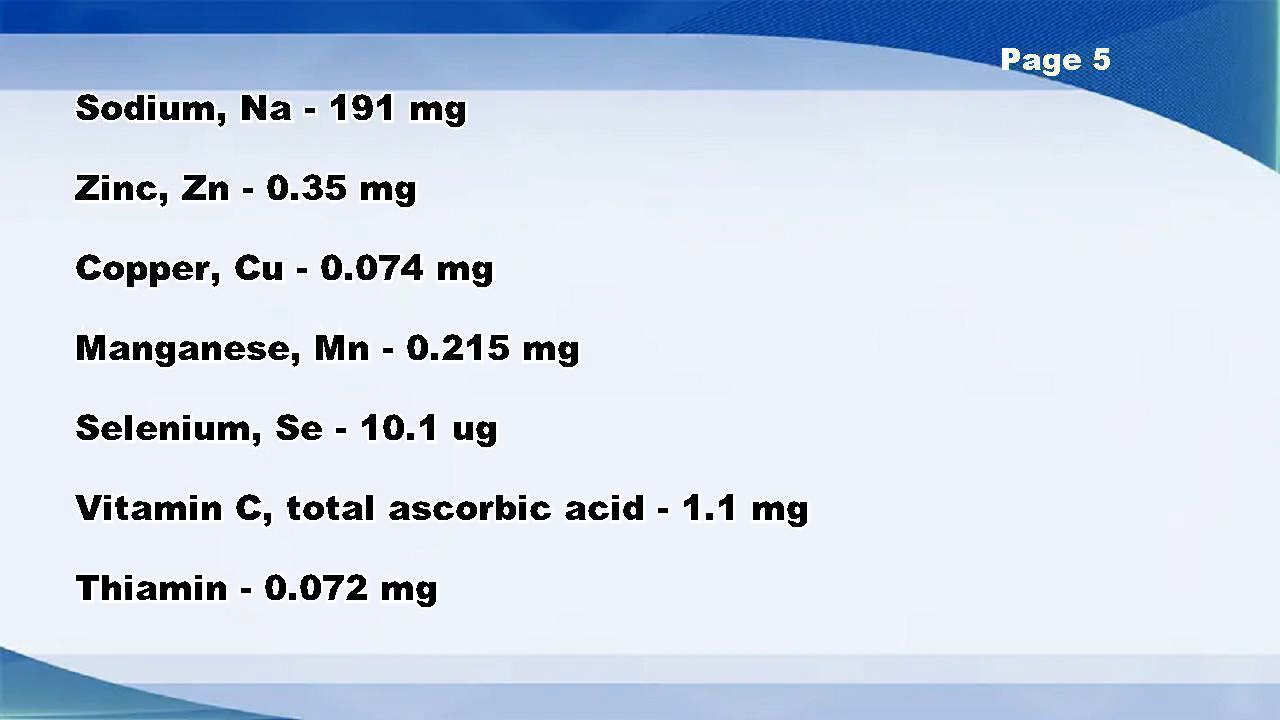 Page 5
Sodium, Na - 191 mg
Zinc, Zn - 0.35 mg
Copper, Cu - 0.074 mg
Manganese, Mn - 0.215 mg
Selenium, Se - 10.1 ug
Vitamin C, total ascorbic acid - 1.1 mg
Thiamin - 0.072 mg